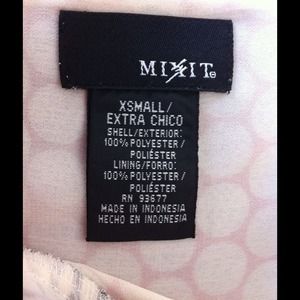 MIXIT®
XSMALL/
EXTRA CHICO
SHELL/EXTERIOR:
100% POLYESTER/
POLIÉSTER
LINING/FORRO:
100% POLYESTER/
POLIÉSTER
RN 93677
MADE IN INDONESIA
HECHO EN INDONESIA